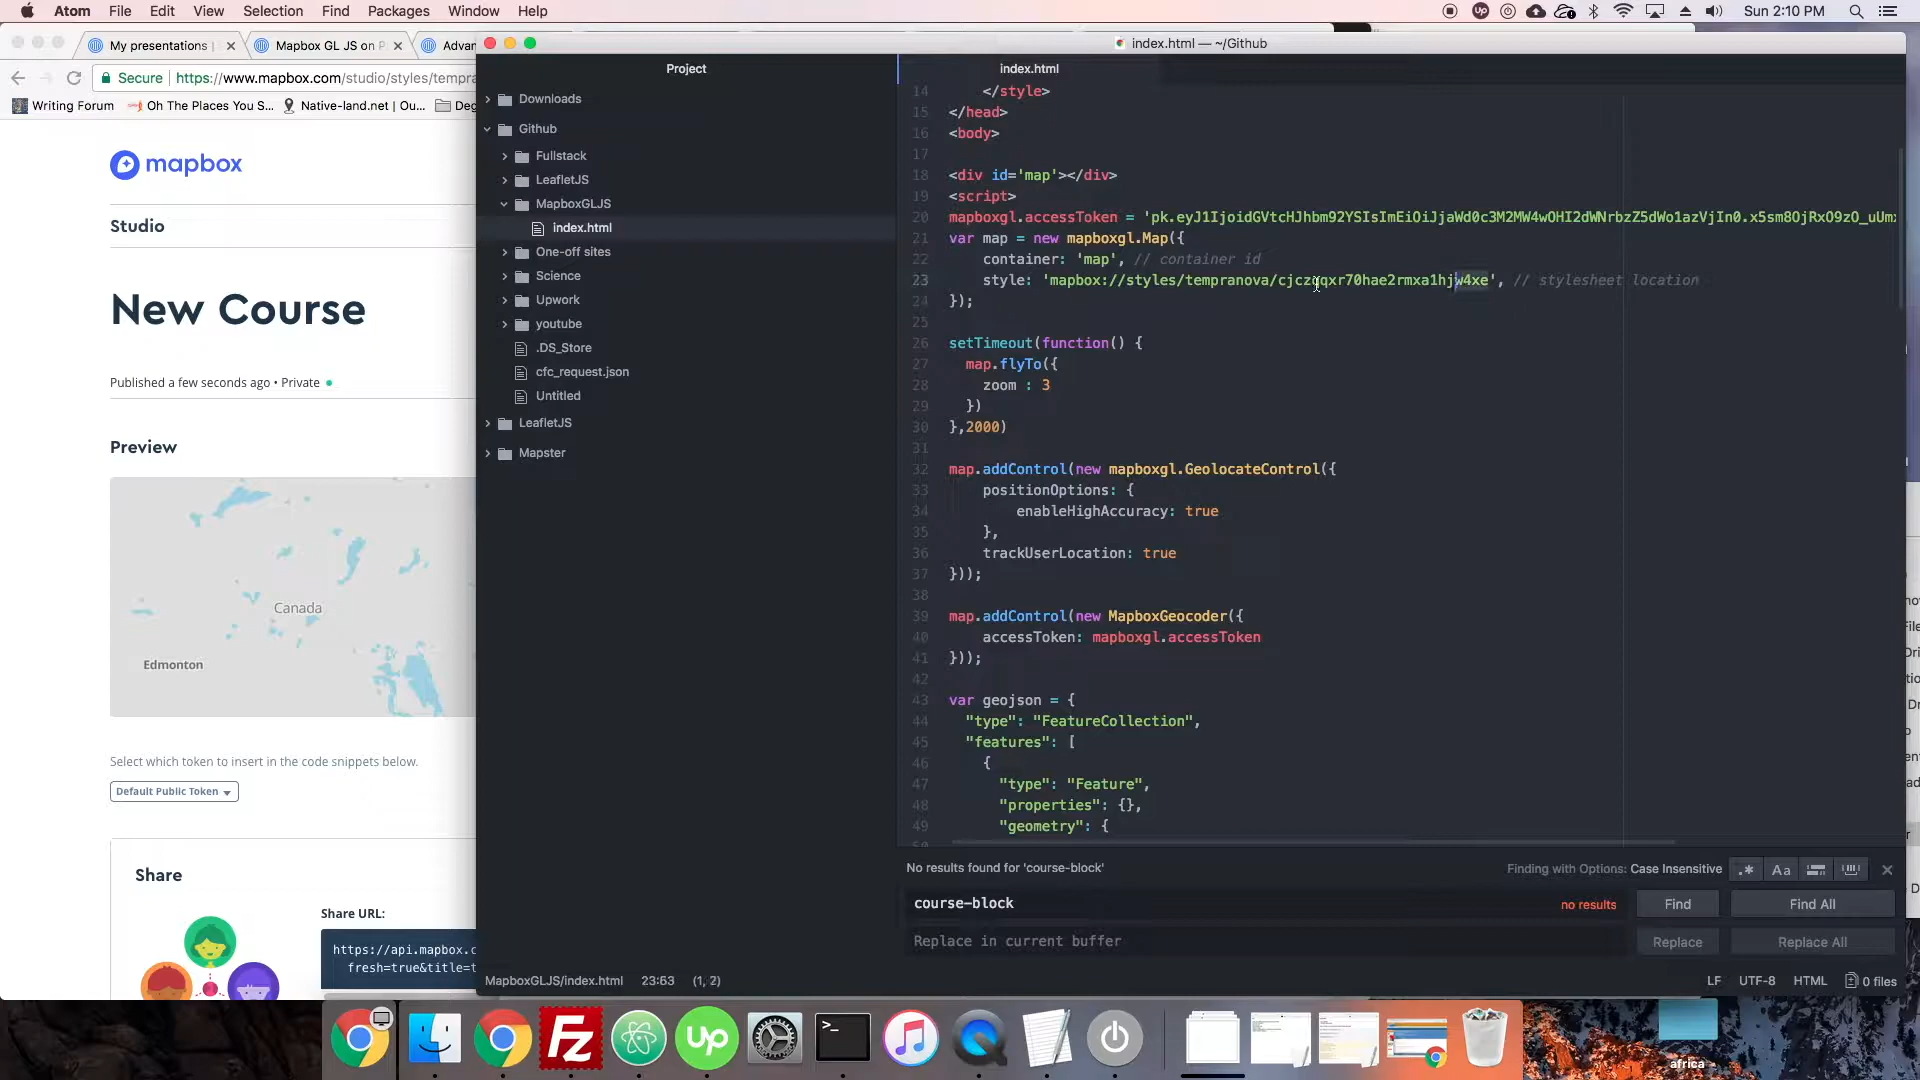 Atom File Edit View Selection Find Packages Window Help Sun 2:10 PM
My presentations | Mapbox GL JS on P Advan
index.html — ~/Github
Secure https://www.mapbox.com/studio/styles/tempra
Writing Forum Oh The Places You S... Native-land.net | Ou... Deg
mapbox
Studio
New Course
Published a few seconds ago • Private
Preview
Canada
Edmonton
Select which token to insert in the code snippets below.
Default Public Token
Share
Share URL:
https://api.mapbox.c
fresh=true&title=t
Project
Downloads
Github
Fullstack
LeafletJS
MapboxGLJS
index.html
One-off sites
Science
Upwork
youtube
.DS_Store
cfc_request.json
Untitled
LeafletJS
Mapster
index.html
14 </style>
15 </head>
16 <body>
17
18 <div id='map'></div>
19 <script>
20 mapboxgl.accessToken = 'pk.eyJ1IjoidGVtcHJhbm92YSIsImEiOiJjaWd0c3M2MW4wOHI2dWNrbzZ5dWo1azVjIn0.x5sm8OjRxO9zO_uUmx
21 var map = new mapboxgl.Map({
22 container: 'map', // container id
23 style: 'mapbox://styles/tempranova/cjczqqxr70hae2rmxa1hjw4xe', // stylesheet location
24 });
25
26 setTimeout(function() {
27 map.flyTo({
28 zoom : 3
29 })
30 },2000)
31
32 map.addControl(new mapboxgl.GeolocateControl({
33 positionOptions: {
34 enableHighAccuracy: true
35 },
36 trackUserLocation: true
37 }));
38
39 map.addControl(new MapboxGeocoder({
40 accessToken: mapboxgl.accessToken
41 }));
42
43 var geojson = {
44 "type": "FeatureCollection",
45 "features": [
46 {
47 "type": "Feature",
48 "properties": {},
49 "geometry": {
No results found for 'course-block' Finding with Options: Case Insensitive .* Aa
course-block no results Find Find All
Replace in current buffer Replace Replace All
MapboxGLJS/index.html 23:63 (1, 2) LF UTF-8 HTML 0 files
Fz
Up
>_
africa